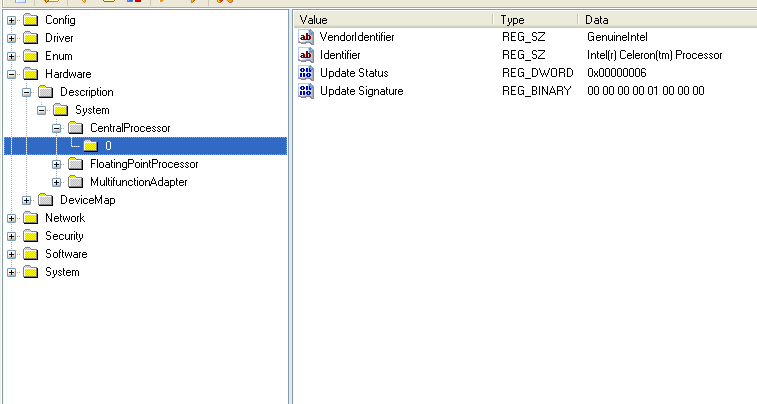 Config
Driver
Enum
Hardware
Description
System
CentralProcessor
0
FloatingPointProcessor
MultifunctionAdapter
DeviceMap
Network
Security
Software
System
Value Type Data
VendorIdentifier REG_SZ GenuineIntel
Identifier REG_SZ Intel(r) Celeron(tm) Processor
Update Status REG_DWORD 0x00000006
Update Signature REG_BINARY 00 00 00 00 01 00 00 00